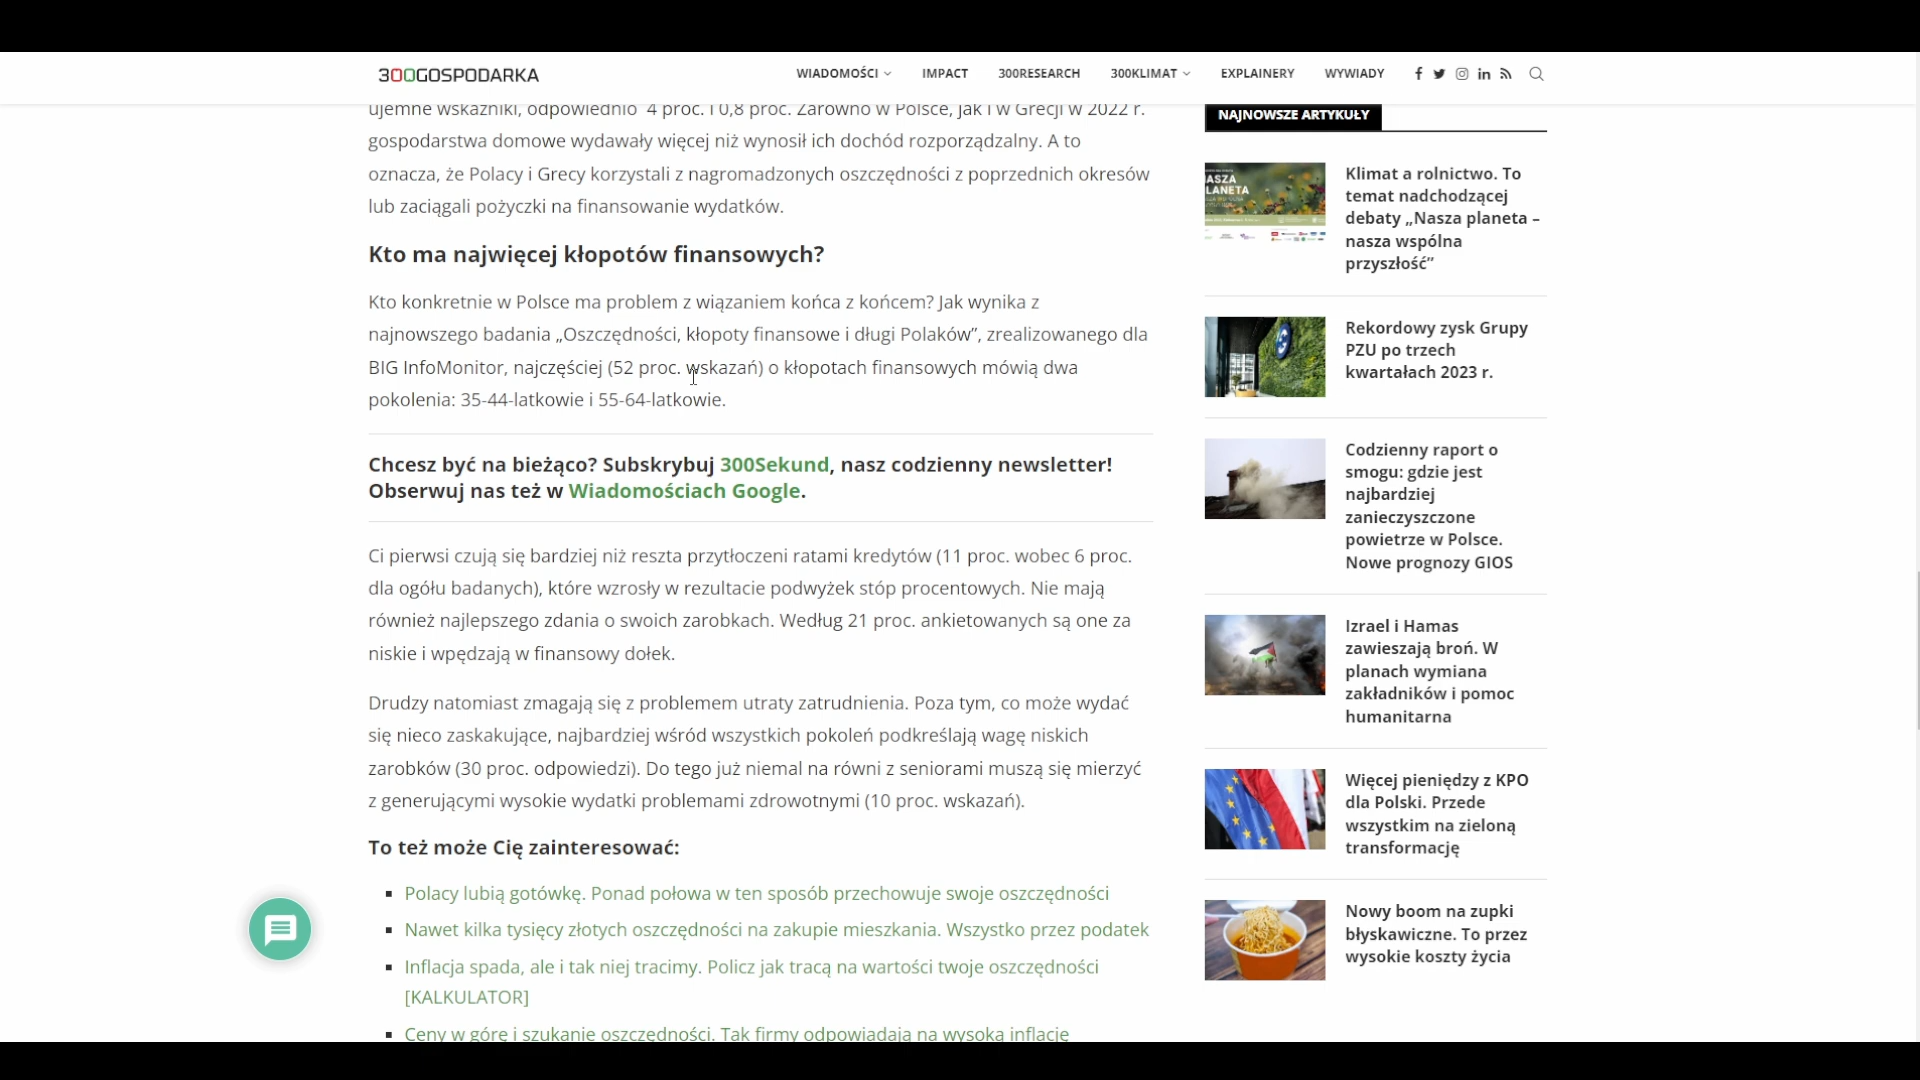 300GOSPODARKA
WIADOMOŚCI
IMPACT
300RESEARCH
300KLIMAT
EXPLAINERY
WYWIADY
ujemne wskaźniki, odpowiednio 4 proc. i 0,8 proc. Zarówno w Polsce, jak i w Grecji w 2022 r.
gospodarstwa domowe wydawały więcej niż wynosił ich dochód rozporządzalny. A to
oznacza, że Polacy i Grecy korzystali z nagromadzonych oszczędności z poprzednich okresów
lub zaciągali pożyczki na finansowanie wydatków.
Kto ma najwięcej kłopotów finansowych?
Kto konkretnie w Polsce ma problem z wiązaniem końca z końcem? Jak wynika z
najnowszego badania „Oszczędności, kłopoty finansowe i długi Polaków”, zrealizowanego dla
BIG InfoMonitor, najczęściej (52 proc. wskazań) o kłopotach finansowych mówią dwa
pokolenia: 35-44-latkowie i 55-64-latkowie.
Chcesz być na bieżąco? Subskrybuj 300Sekund, nasz codzienny newsletter!
Obserwuj nas też w Wiadomościach Google.
Ci pierwsi czują się bardziej niż reszta przytłoczeni ratami kredytów (11 proc. wobec 6 proc.
dla ogółu badanych), które wzrosły w rezultacie podwyżek stóp procentowych. Nie mają
również najlepszego zdania o swoich zarobkach. Według 21 proc. ankietowanych są one za
niskie i wpędzają w finansowy dołek.
Drudzy natomiast zmagają się z problemem utraty zatrudnienia. Poza tym, co może wydać
się nieco zaskakujące, najbardziej wśród wszystkich pokoleń podkreślają wagę niskich
zarobków (30 proc. odpowiedzi). Do tego już niemal na równi z seniorami muszą się mierzyć
z generującymi wysokie wydatki problemami zdrowotnymi (10 proc. wskazań).
To też może Cię zainteresować:
Polacy lubią gotówkę. Ponad połowa w ten sposób przechowuje swoje oszczędności
Nawet kilka tysięcy złotych oszczędności na zakupie mieszkania. Wszystko przez podatek
Inflacja spada, ale i tak niej tracimy. Policz jak tracą na wartości twoje oszczędności
[KALKULATOR]
Ceny w górę i szukanie oszczędności. Tak firmy odpowiadają na wysoką inflację
NAJNOWSZE ARTYKUŁY
NASZA
PLANETA
Klimat a rolnictwo. To
temat nadchodzącej
debaty „Nasza planeta –
nasza wspólna
przyszłość”
Rekordowy zysk Grupy
PZU po trzech
kwartałach 2023 r.
Codzienny raport o
smogu: gdzie jest
najbardziej
zanieczyszczone
powietrze w Polsce.
Nowe prognozy GIOS
Izrael i Hamas
zawieszają broń. W
planach wymiana
zakładników i pomoc
humanitarna
Więcej pieniędzy z KPO
dla Polski. Przede
wszystkim na zieloną
transformację
Nowy boom na zupki
błyskawiczne. To przez
wysokie koszty życia